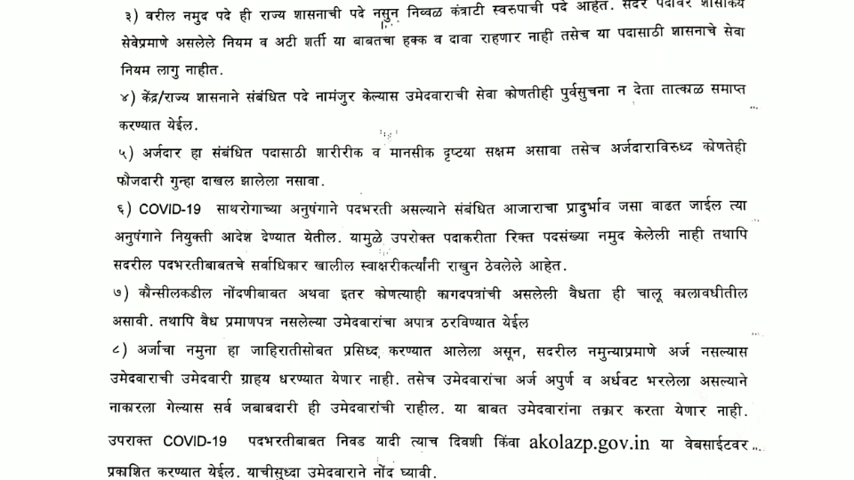 ३) वरील नमुद पदे ही राज्य शासनाची पदे नसुन निव्वळ कंत्राटी स्वरुपाची पदे आहेत. सदर पदावर शासकिय
सेवेप्रमाणे असलेले नियम व अटी शर्ती या बाबतचा हक्क व दावा राहणार नाही तसेच या पदासाठी शासनाचे सेवा
नियम लागु नाहीत.
४) केंद्र/राज्य शासनाने संबंधित पदे नामंजुर केल्यास उमेदवाराची सेवा कोणतीही पुर्वसुचना न देता तात्काळ समाप्त
करण्यात येईल.
५) अर्जदार हा संबंधित पदासाठी शारीरीक व मानसीक दृष्टया सक्षम असावा तसेच अर्जदाराविरुध्द कोणतेही
फौजदारी गुन्हा दाखल झालेला नसावा.
६) COVID-19 साथरोगाच्या अनुषंगाने पदभरती असल्याने संबंधित आजाराचा प्रादुर्भाव जसा वाढत जाईल त्या
अनुषंगाने नियुक्ती आदेश देण्यात येतील. यामुळे उपरोक्त पदाकरीता रिक्त पदसंख्या नमुद केलेली नाही तथापि
सदरील पदभरतीबाबतचे सर्वाधिकार खालील स्वाक्षरीकर्त्यांनी राखुन ठेवलेले आहेत.
७) कौन्सीलकडील नोंदणीबाबत अथवा इतर कोणत्याही कागदपत्रांची असलेली वैधता ही चालू कालावधीतील
असावी. तथापि वैध प्रमाणपत्र नसलेल्या उमेदवारांचा अपात्र ठरविण्यात येईल
८) अर्जाचा नमुना हा जाहिरातीसोबत प्रसिध्द करण्यात आलेला असून, सदरील नमुन्याप्रमाणे अर्ज नसल्यास
उमेदवाराची उमेदवारी ग्राहय धरण्यात येणार नाही. तसेच उमेदवारांचा अर्ज अपुर्ण व अर्धवट भरलेला असल्याने
नाकारला गेल्यास सर्व जबाबदारी ही उमेदवारांची राहील. या बाबत उमेदवारांना तक्रार करता येणार नाही.
उपराक्त COVID-19 पदभरतीबाबत निवड यादी त्याच दिवशी किंवा akolazp.gov.in या वेबसाईटवर
प्रकाशित करण्यात येईल. याचीसुध्दा उमेदवाराने नोंद घ्यावी.